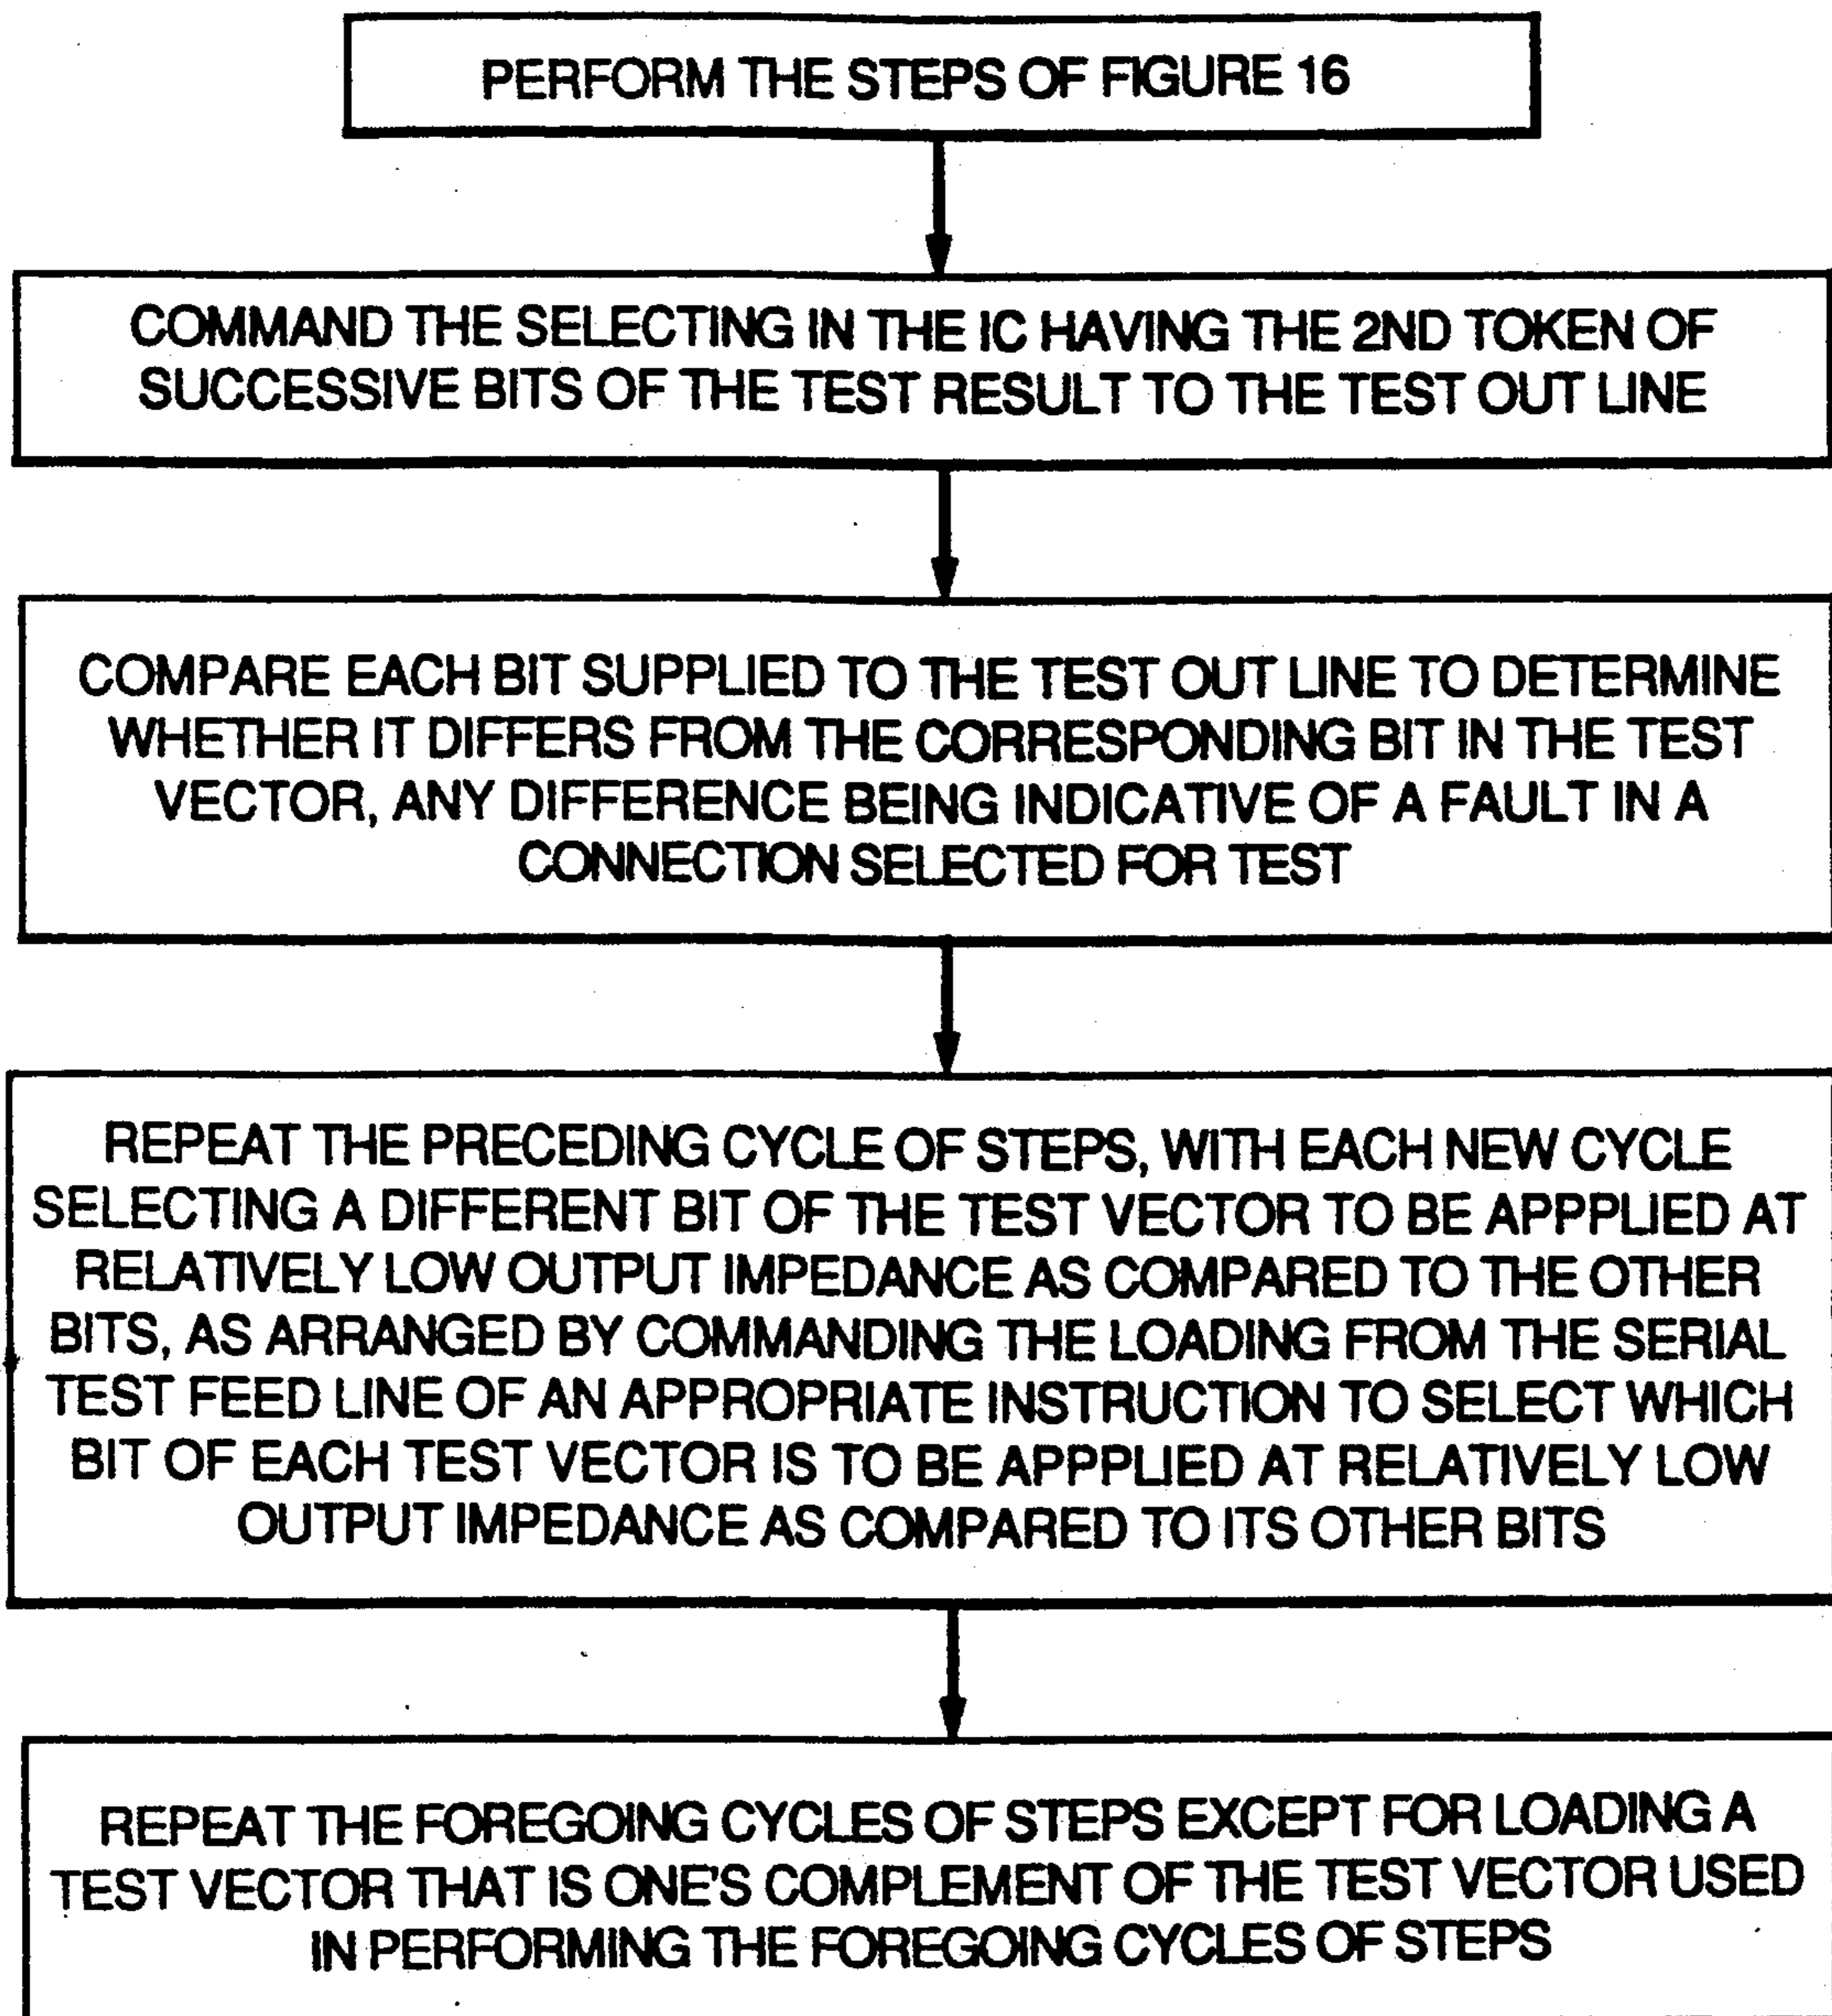 PERFORM THE STEPS OF FIGURE 16
COMMAND THE SELECTING IN THE IC HAVING THE 2ND TOKEN OF
SUCCESSIVE BITS OF THE TEST RESULT TO THE TEST OUT LINE
COMPARE EACH BIT SUPPLIED TO THE TEST OUT LINE TO DETERMINE
WHETHER IT DIFFERS FROM THE CORRESPONDING BIT IN THE TEST
VECTOR, ANY DIFFERENCE BEING INDICATIVE OF A FAULT IN A
CONNECTION SELECTED FOR TEST
REPEAT THE PRECEDING CYCLE OF STEPS, WITH EACH NEW CYCLE
SELECTING A DIFFERENT BIT OF THE TEST VECTOR TO BE APPPLIED AT
RELATIVELY LOW OUTPUT IMPEDANCE AS COMPARED TO THE OTHER
BITS, AS ARRANGED BY COMMANDING THE LOADING FROM THE SERIAL
TEST FEED LINE OF AN APPROPRIATE INSTRUCTION TO SELECT WHICH
BIT OF EACH TEST VECTOR IS TO BE APPPLIED AT RELATIVELY LOW
OUTPUT IMPEDANCE AS COMPARED TO ITS OTHER BITS
REPEAT THE FOREGOING CYCLES OF STEPS EXCEPT FOR LOADING A
TEST VECTOR THAT IS ONE'S COMPLEMENT OF THE TEST VECTOR USED
IN PERFORMING THE FOREGOING CYCLES OF STEPS